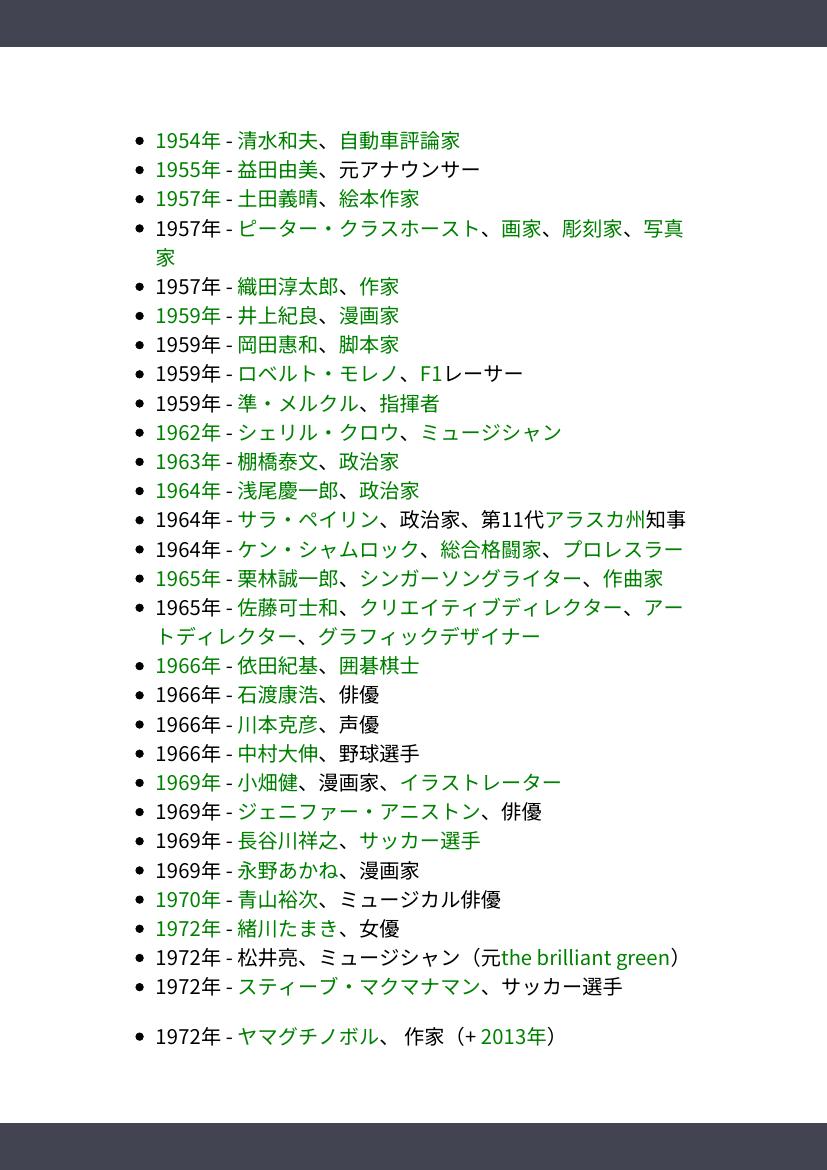 • 1954年 - 清水和夫、自動車評論家
• 1955年 - 益田由美、元アナウンサー
• 1957年 - 土田義晴、絵本作家
• 1957年 - ピーター・クラスホースト、画家、彫刻家、写真
家
• 1957年 - 織田淳太郎、作家
• 1959年 - 井上紀良、漫画家
• 1959年 - 岡田惠和、脚本家
• 1959年 - ロベルト・モレノ、F1レーサー
• 1959年 - 準・メルクル、指揮者
• 1962年 - シェリル・クロウ、ミュージシャン
• 1963年 - 棚橋泰文、政治家
• 1964年 - 浅尾慶一郎、政治家
• 1964年 - サラ・ペイリン、政治家、第11代アラスカ州知事
• 1964年 - ケン・シャムロック、総合格闘家、プロレスラー
• 1965年 - 栗林誠一郎、シンガーソングライター、作曲家
• 1965年 - 佐藤可士和、クリエイティブディレクター、アー
トディレクター、グラフィックデザイナー
• 1966年 - 依田紀基、囲碁棋士
• 1966年 - 石渡康浩、俳優
• 1966年 - 川本克彦、声優
• 1966年 - 中村大伸、野球選手
• 1969年 - 小畑健、漫画家、イラストレーター
• 1969年 - ジェニファー・アニストン、俳優
• 1969年 - 長谷川祥之、サッカー選手
• 1969年 - 永野あかね、漫画家
• 1970年 - 青山裕次、ミュージカル俳優
• 1972年 - 緒川たまき、女優
• 1972年 - 松井亮、ミュージシャン（元the brilliant green）
• 1972年 - スティーブ・マクマナマン、サッカー選手
• 1972年 - ヤマグチノボル、 作家（+ 2013年）